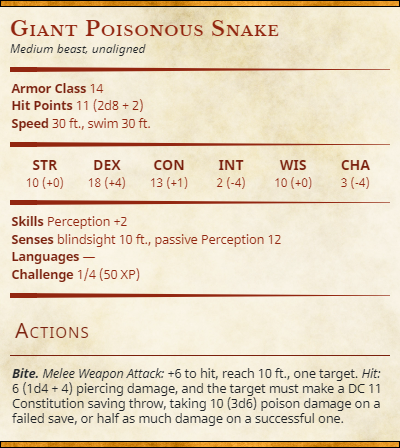 Giant Poisonous Snake
Medium beast, unaligned
Armor Class 14
Hit Points 11 (2d8 + 2)
Speed 30 ft., swim 30 ft.
STR DEX CON INT WIS CHA
10 (+0) 18 (+4) 13 (+1) 2 (-4) 10 (+0) 3 (-4)
Skills Perception +2
Senses blindsight 10 ft., passive Perception 12
Languages —
Challenge 1/4 (50 XP)
Actions
Bite. Melee Weapon Attack: +6 to hit, reach 10 ft., one target. Hit:
6 (1d4 + 4) piercing damage, and the target must make a DC 11
Constitution saving throw, taking 10 (3d6) poison damage on a
failed save, or half as much damage on a successful one.